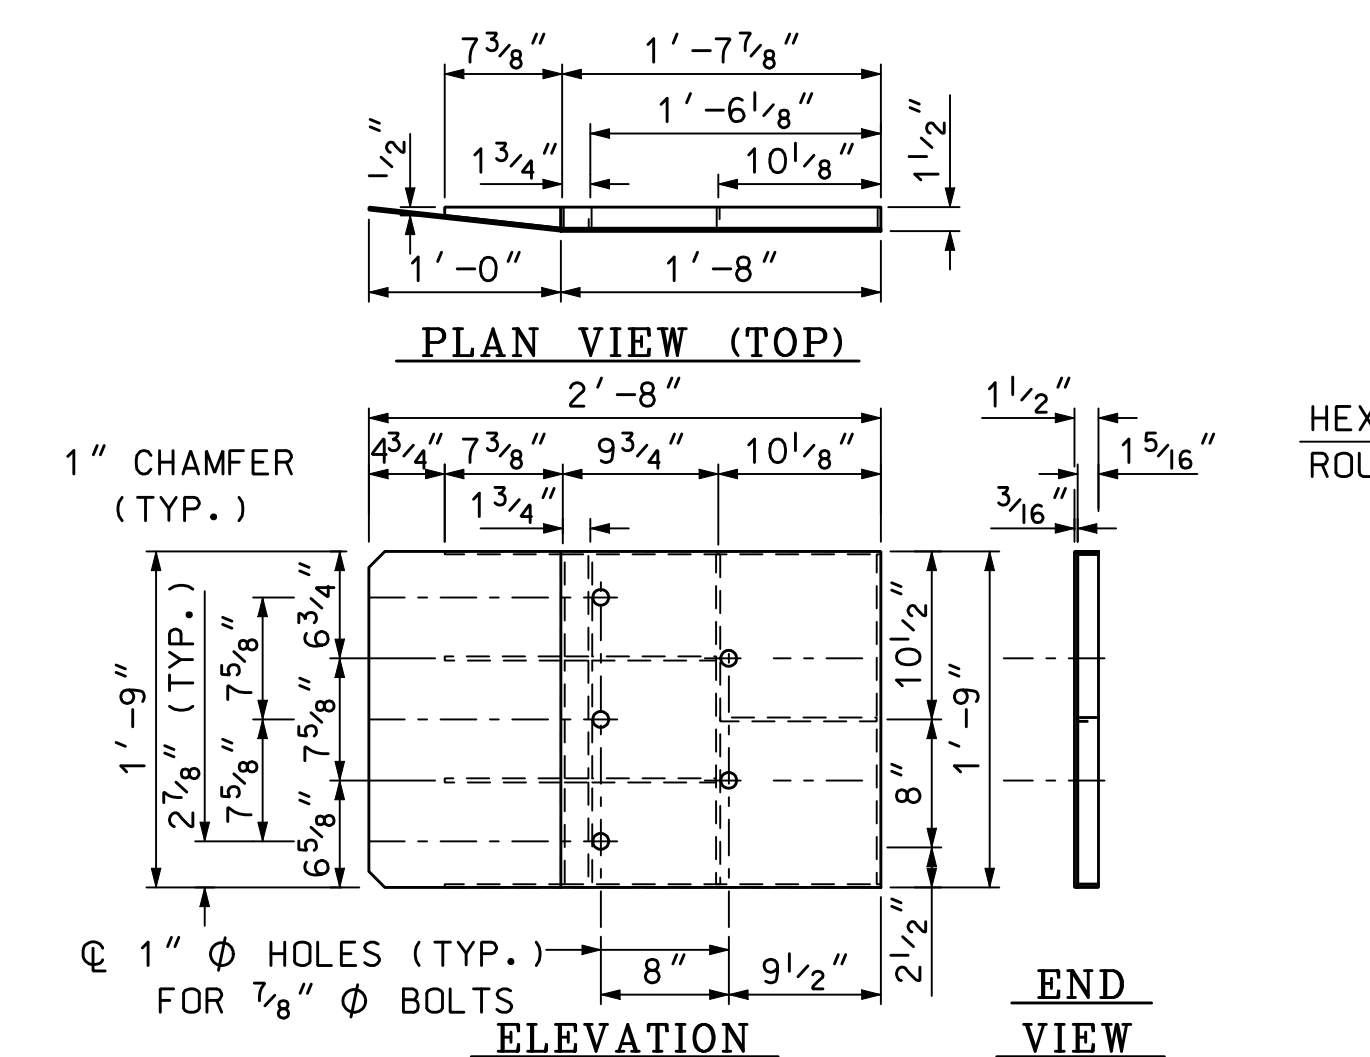 7 3/8" 1'-7 7/8"
1'-6 1/8"
1/2" 1 3/4" 10 1/8" 1 1/2"
1'-0" 1'-8"
PLAN VIEW (TOP)
2'-8" 1 1/2"
4 3/4" 7 3/8" 9 3/4" 10 1/8" 1 5/16"
1" CHAMFER
(TYP.)
1 3/4" 3/16"
1'-9"
2 7/8" (TYP.)
7 5/8"
7 5/8"
6 3/4"
7 5/8"
6 5/8"
10 1/2"
8"
2 1/2"
1'-9"
℄ 1" Ø HOLES (TYP.)
FOR 7/8" Ø BOLTS
8" 9 1/2"
ELEVATION
END
VIEW